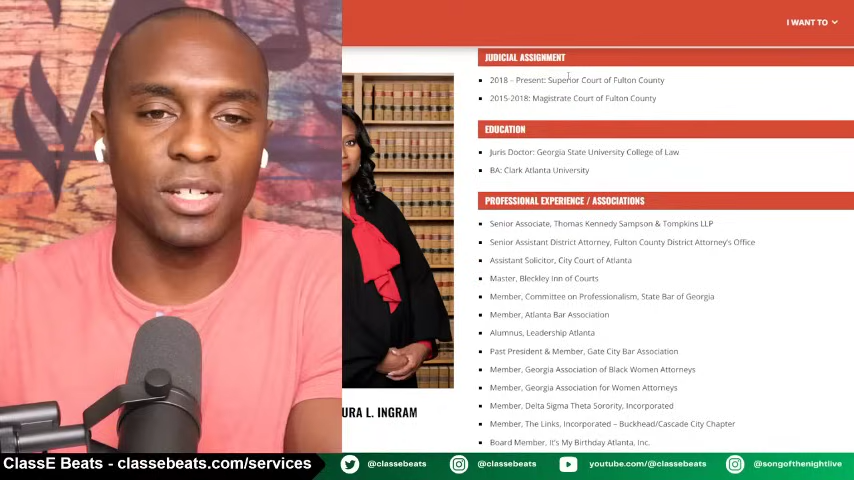 I WANT TO
JUDICIAL ASSIGNMENT
2018 – Present: Superior Court of Fulton County
2015-2018: Magistrate Court of Fulton County
EDUCATION
Juris Doctor: Georgia State University College of Law
BA: Clark Atlanta University
PROFESSIONAL EXPERIENCE / ASSOCIATIONS
Senior Associate, Thomas Kennedy Sampson & Tompkins LLP
Senior Assistant District Attorney, Fulton County District Attorney's Office
Assistant Solicitor, City Court of Atlanta
Master, Bleckley Inn of Courts
Member, Committee on Professionalism, State Bar of Georgia
Member, Atlanta Bar Association
Alumnus, Leadership Atlanta
Past President & Member, Gate City Bar Association
Member, Georgia Association of Black Women Attorneys
Member, Georgia Association for Women Attorneys
Member, Delta Sigma Theta Sorority, Incorporated
Member, The Links, Incorporated – Buckhead/Cascade City Chapter
Board Member, It's My Birthday Atlanta, Inc.
URA L. INGRAM
ClassE Beats - classebeats.com/services
@classebeats
@classebeats
youtube.com/@classebeats
@songofthenightlive